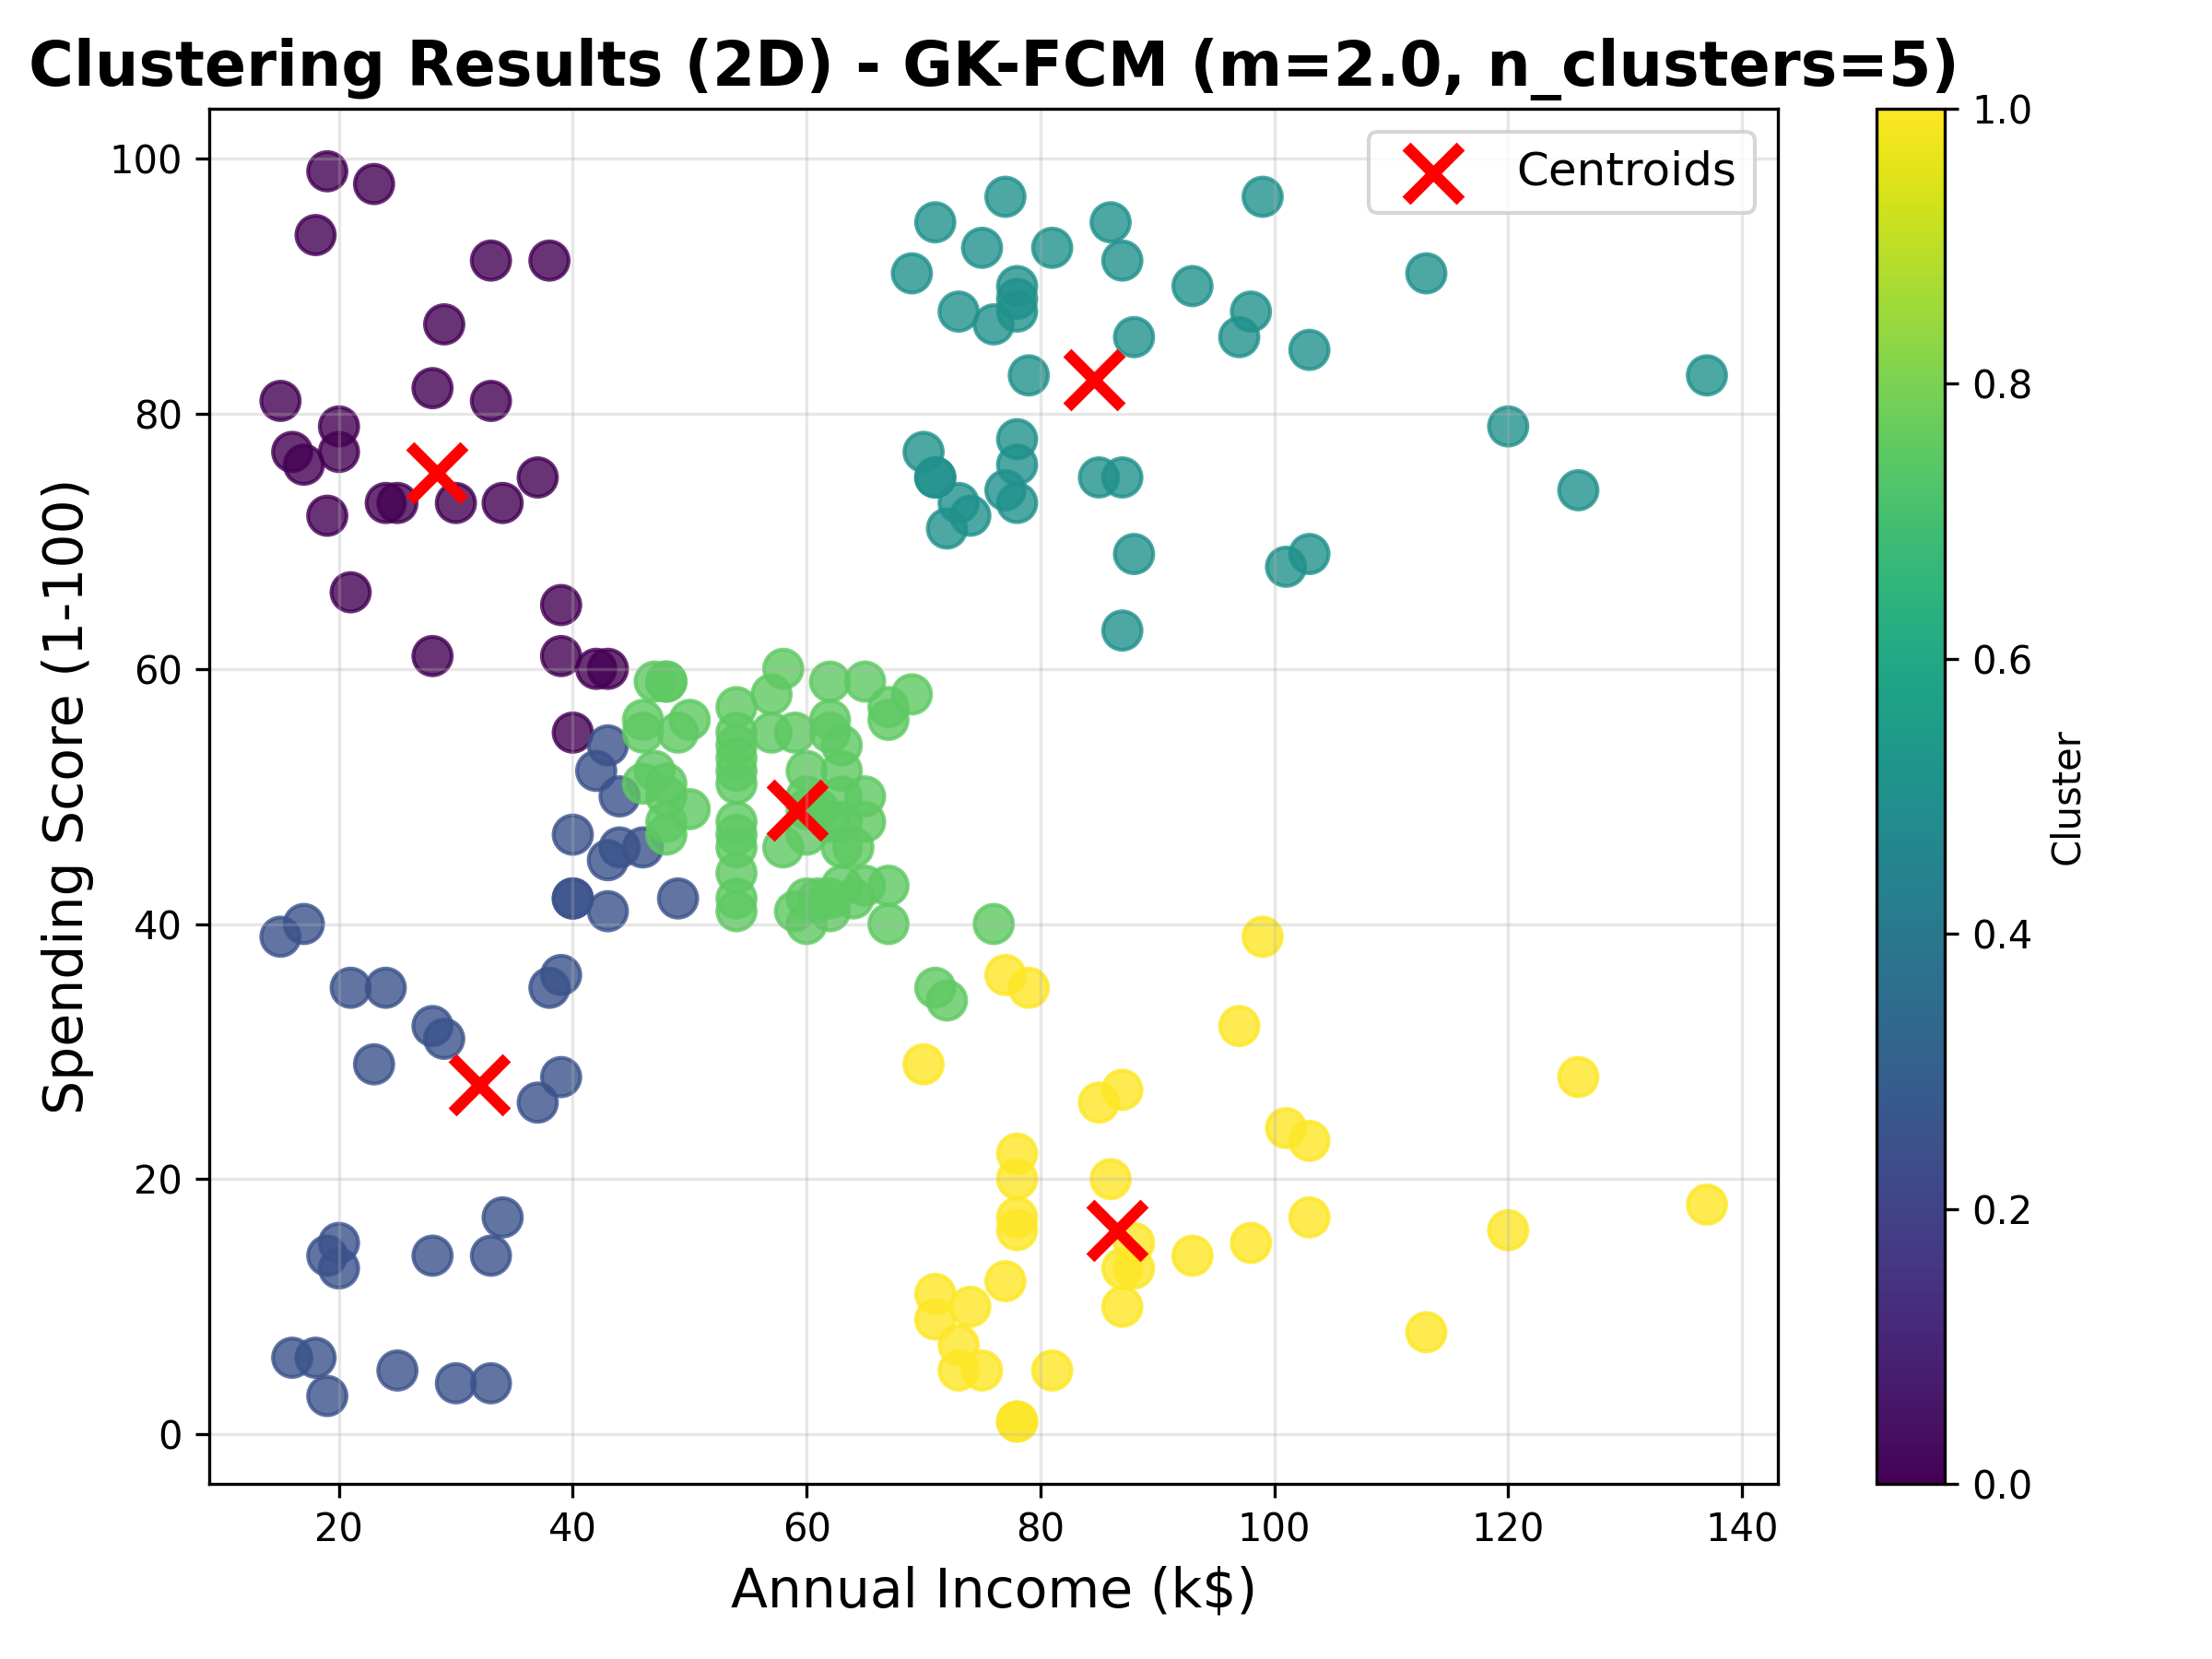 Clustering Results (2D) - GK-FCM (m=2.0, n_clusters=5)
Centroids
Spending Score (1-100)
100
80
60
40
20
0
20 40 60 80 100 120 140
Annual Income (k$)
1.0
0.8
0.6
0.4
0.2
0.0
Cluster